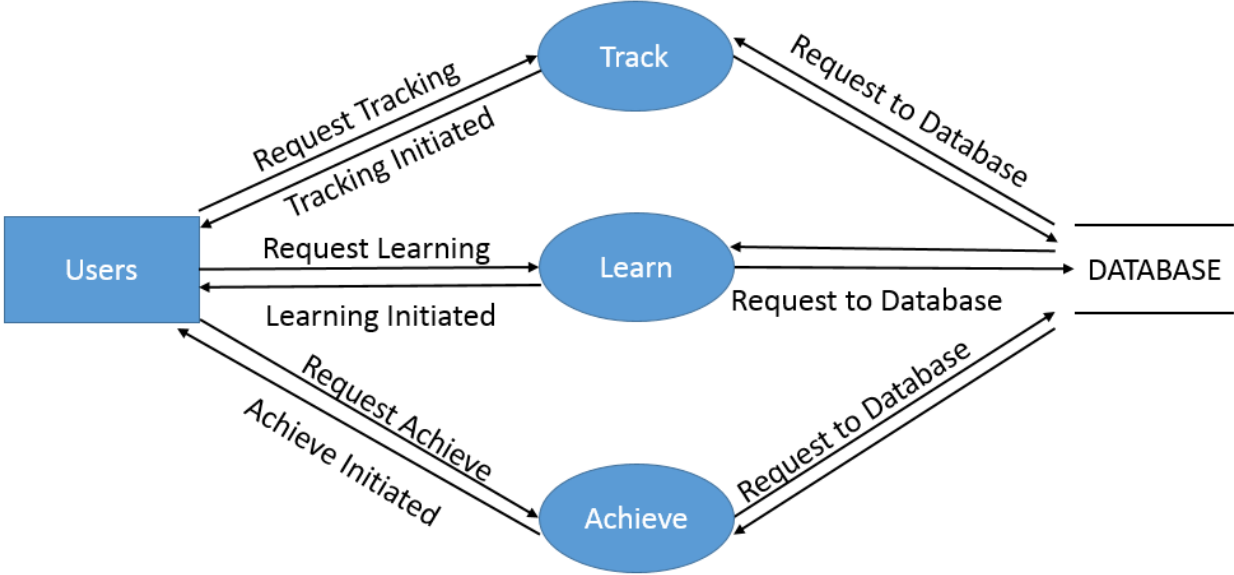 Track
Request Tracking
Tracking Initiated
Request to Database
Users
Request Learning
Learning Initiated
Learn
Request to Database
DATABASE
Request Achieve
Achieve Initiated
Request to Database
Achieve